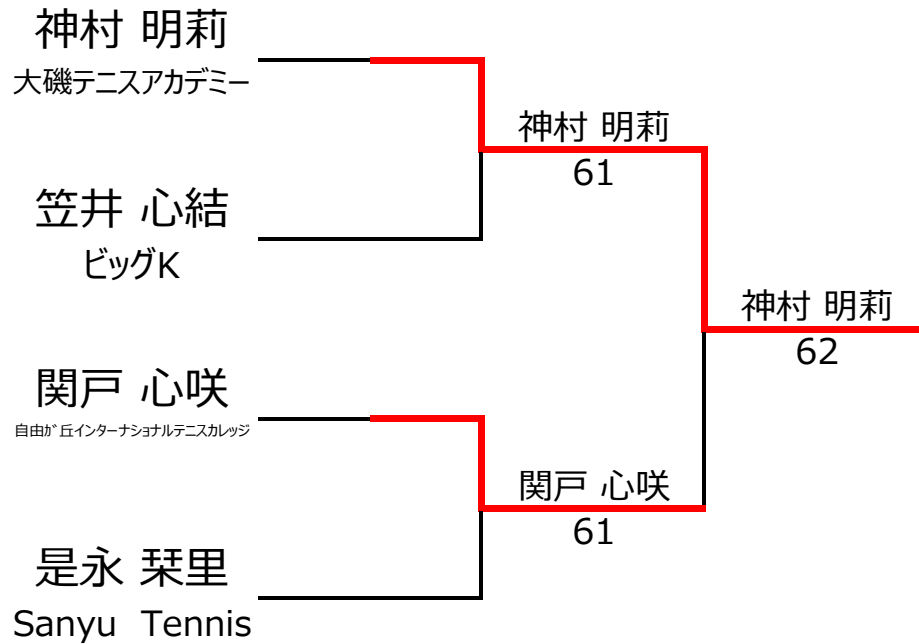 神村 明莉
大磯テニスアカデミー
笠井 心結
ビッグK
関戸 心咲
自由ｶﾞ丘インターナショナルテニスカレッジ
是永 栞里
Sanyu Tennis
神村 明莉
61
関戸 心咲
61
神村 明莉
62